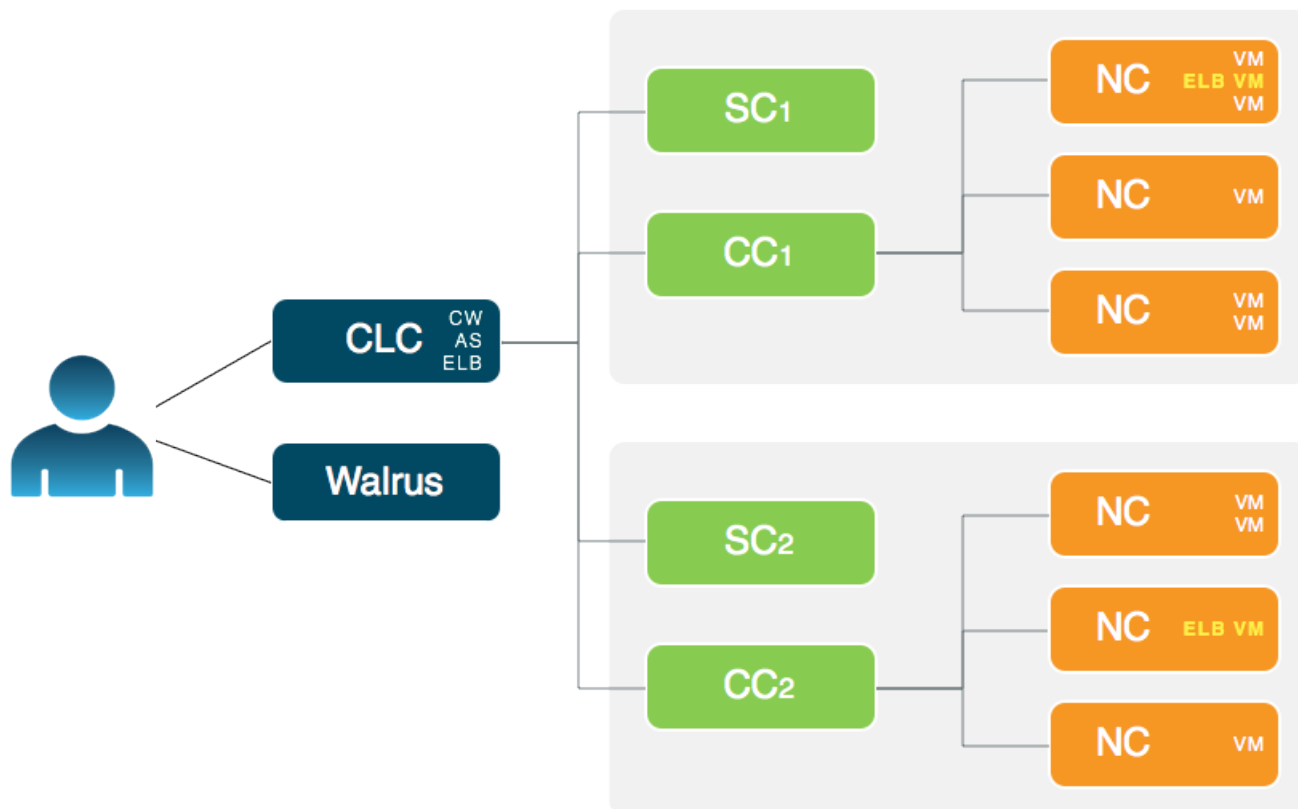 SC1
CC1
NC
VM
ELB VM
VM
NC
VM
NC
VM
VM
CLC
CW
AS
ELB
Walrus
SC2
CC2
NC
VM
VM
NC
ELB VM
NC
VM